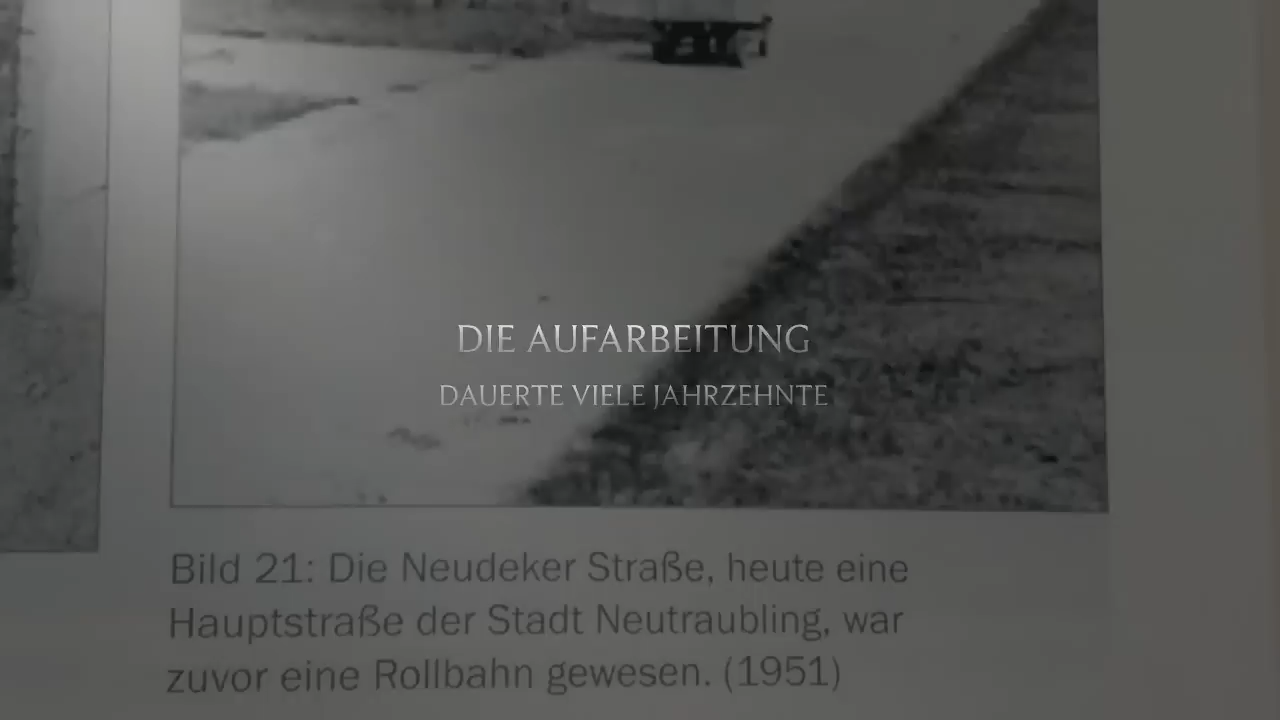 DIE AUFARBEITUNG
DAUERTE VIELE JAHRZEHNTE
Bild 21: Die Neudeker Straße, heute eine
Hauptstraße der Stadt Neutraubling, war
zuvor eine Rollbahn gewesen. (1951)